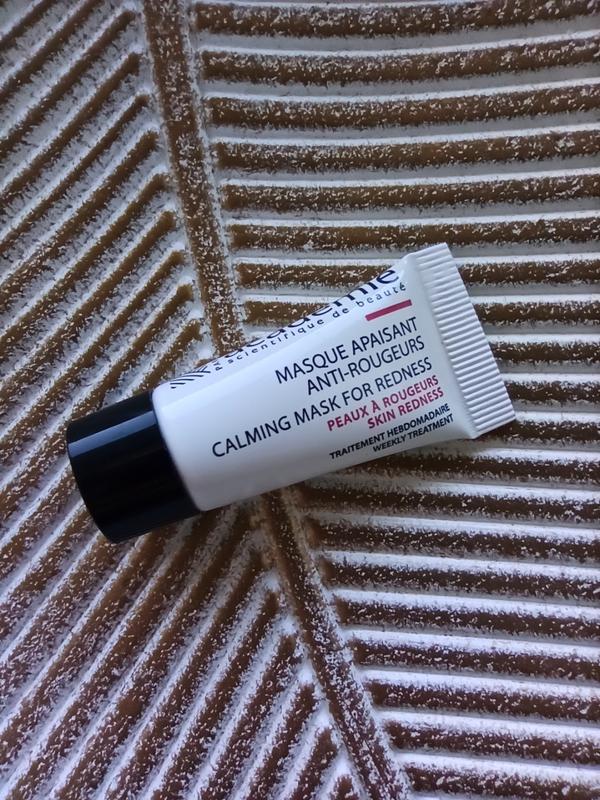 académie
scientifique de beauté
MASQUE APAISANT
ANTI-ROUGEURS
CALMING MASK FOR REDNESS
PEAUX À ROUGEURS
SKIN REDNESS
TRAITEMENT HEBDOMADAIRE
WEEKLY TREATMENT